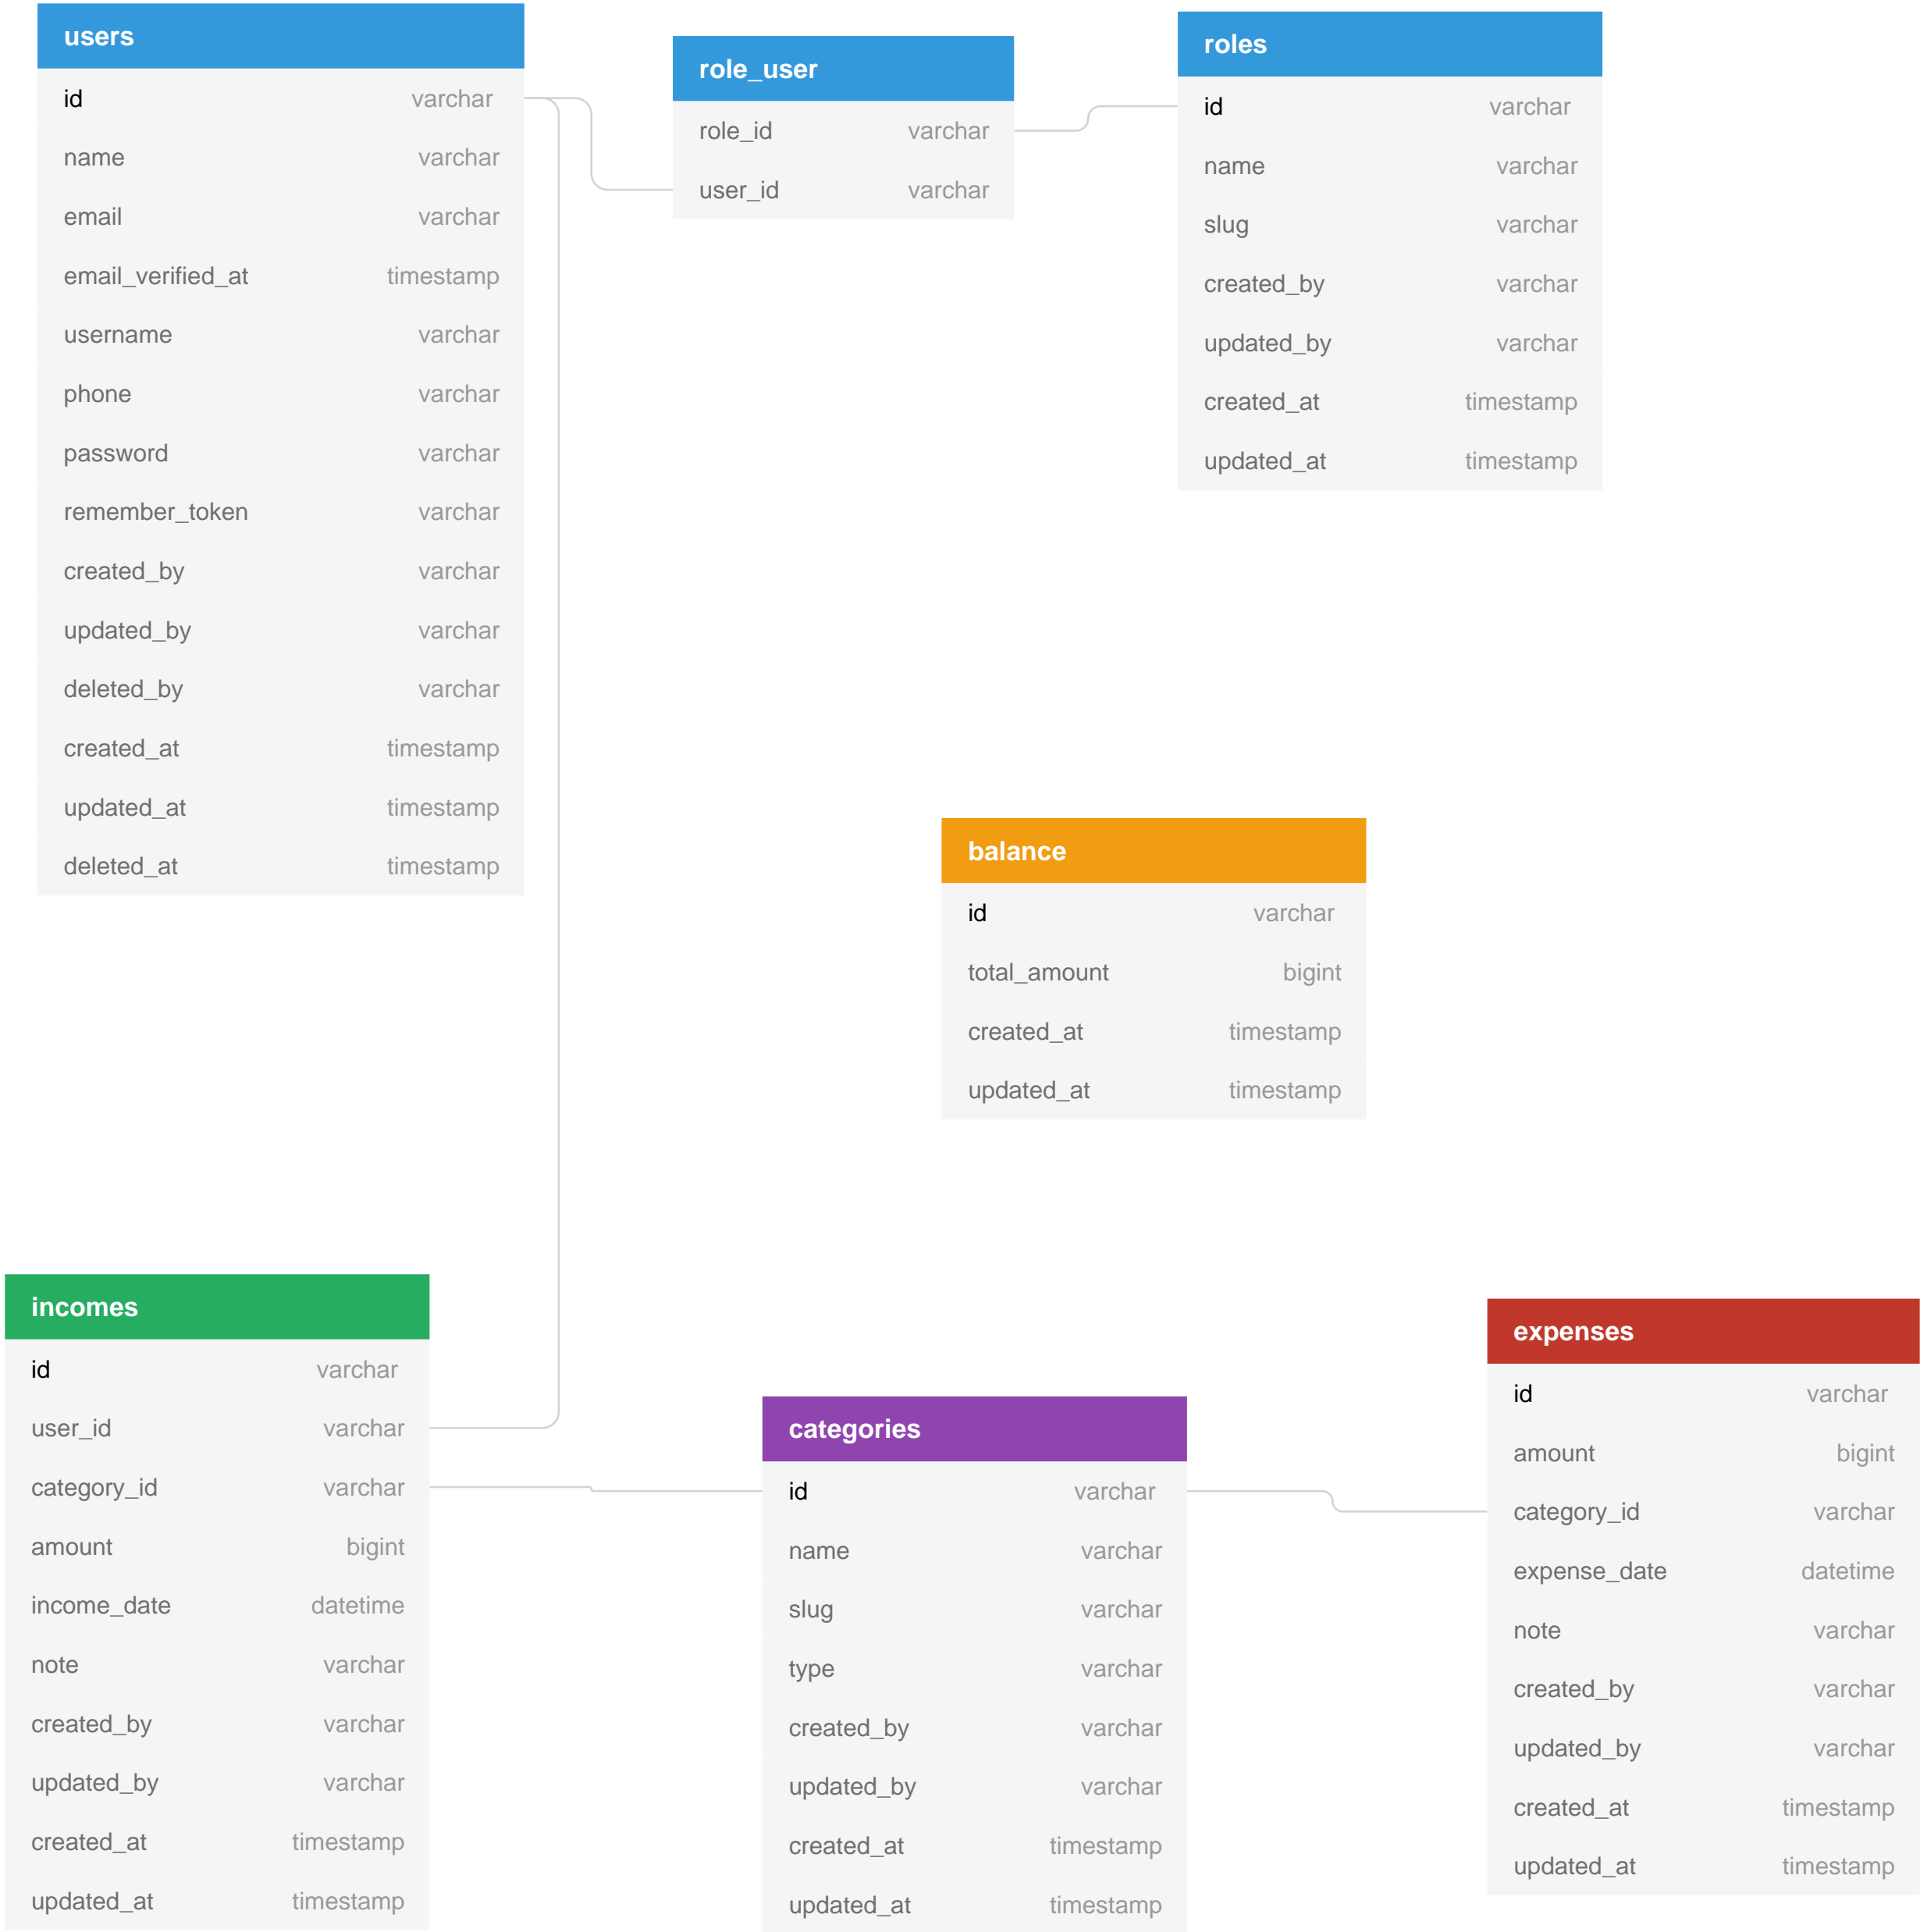 users
id varchar
name varchar
email varchar
email_verified_at timestamp
username varchar
phone varchar
password varchar
remember_token varchar
created_by varchar
updated_by varchar
deleted_by varchar
created_at timestamp
updated_at timestamp
deleted_at timestamp
role_user
role_id varchar
user_id varchar
roles
id varchar
name varchar
slug varchar
created_by varchar
updated_by varchar
created_at timestamp
updated_at timestamp
balance
id varchar
total_amount bigint
created_at timestamp
updated_at timestamp
incomes
id varchar
user_id varchar
category_id varchar
amount bigint
income_date datetime
note varchar
created_by varchar
updated_by varchar
created_at timestamp
updated_at timestamp
categories
id varchar
name varchar
slug varchar
type varchar
created_by varchar
updated_by varchar
created_at timestamp
updated_at timestamp
expenses
id varchar
amount bigint
category_id varchar
expense_date datetime
note varchar
created_by varchar
updated_by varchar
created_at timestamp
updated_at timestamp